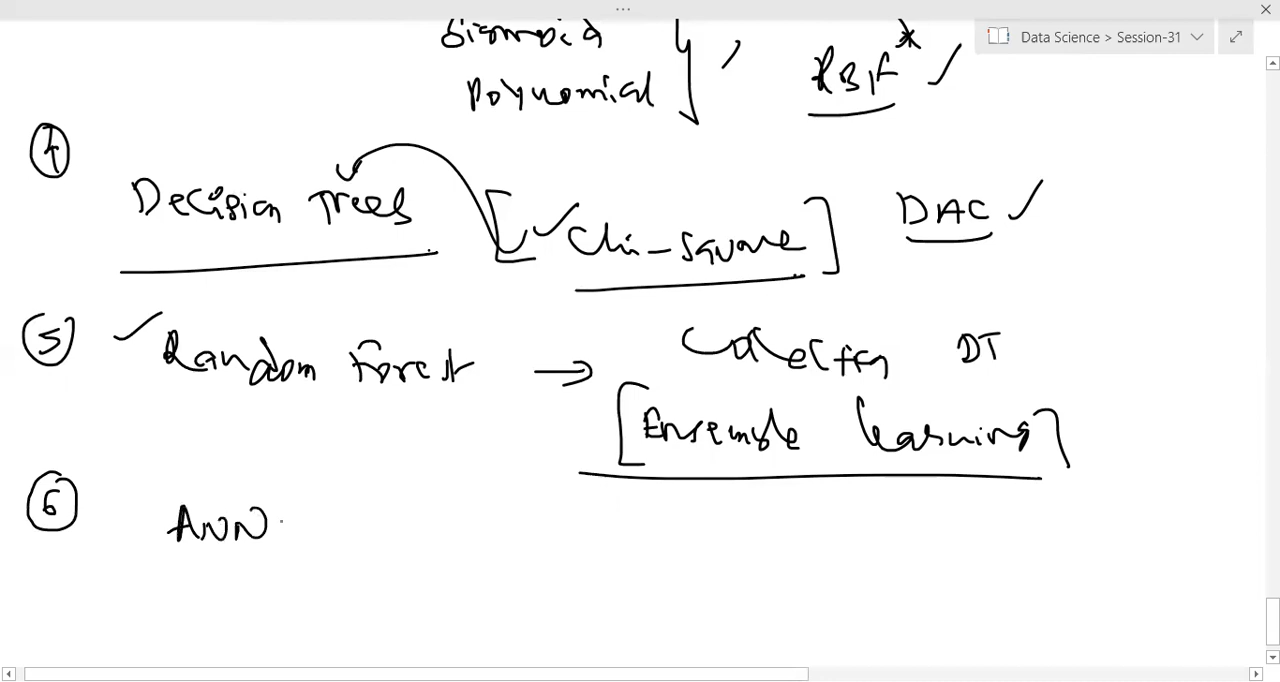 ...
Data Science > Session-31
Sigmoid
Polynomial
RBF*
4
Decision Trees [Chi-Square] DAC
5 Random Forest → DT
[Ensemble learning]
6
ANN